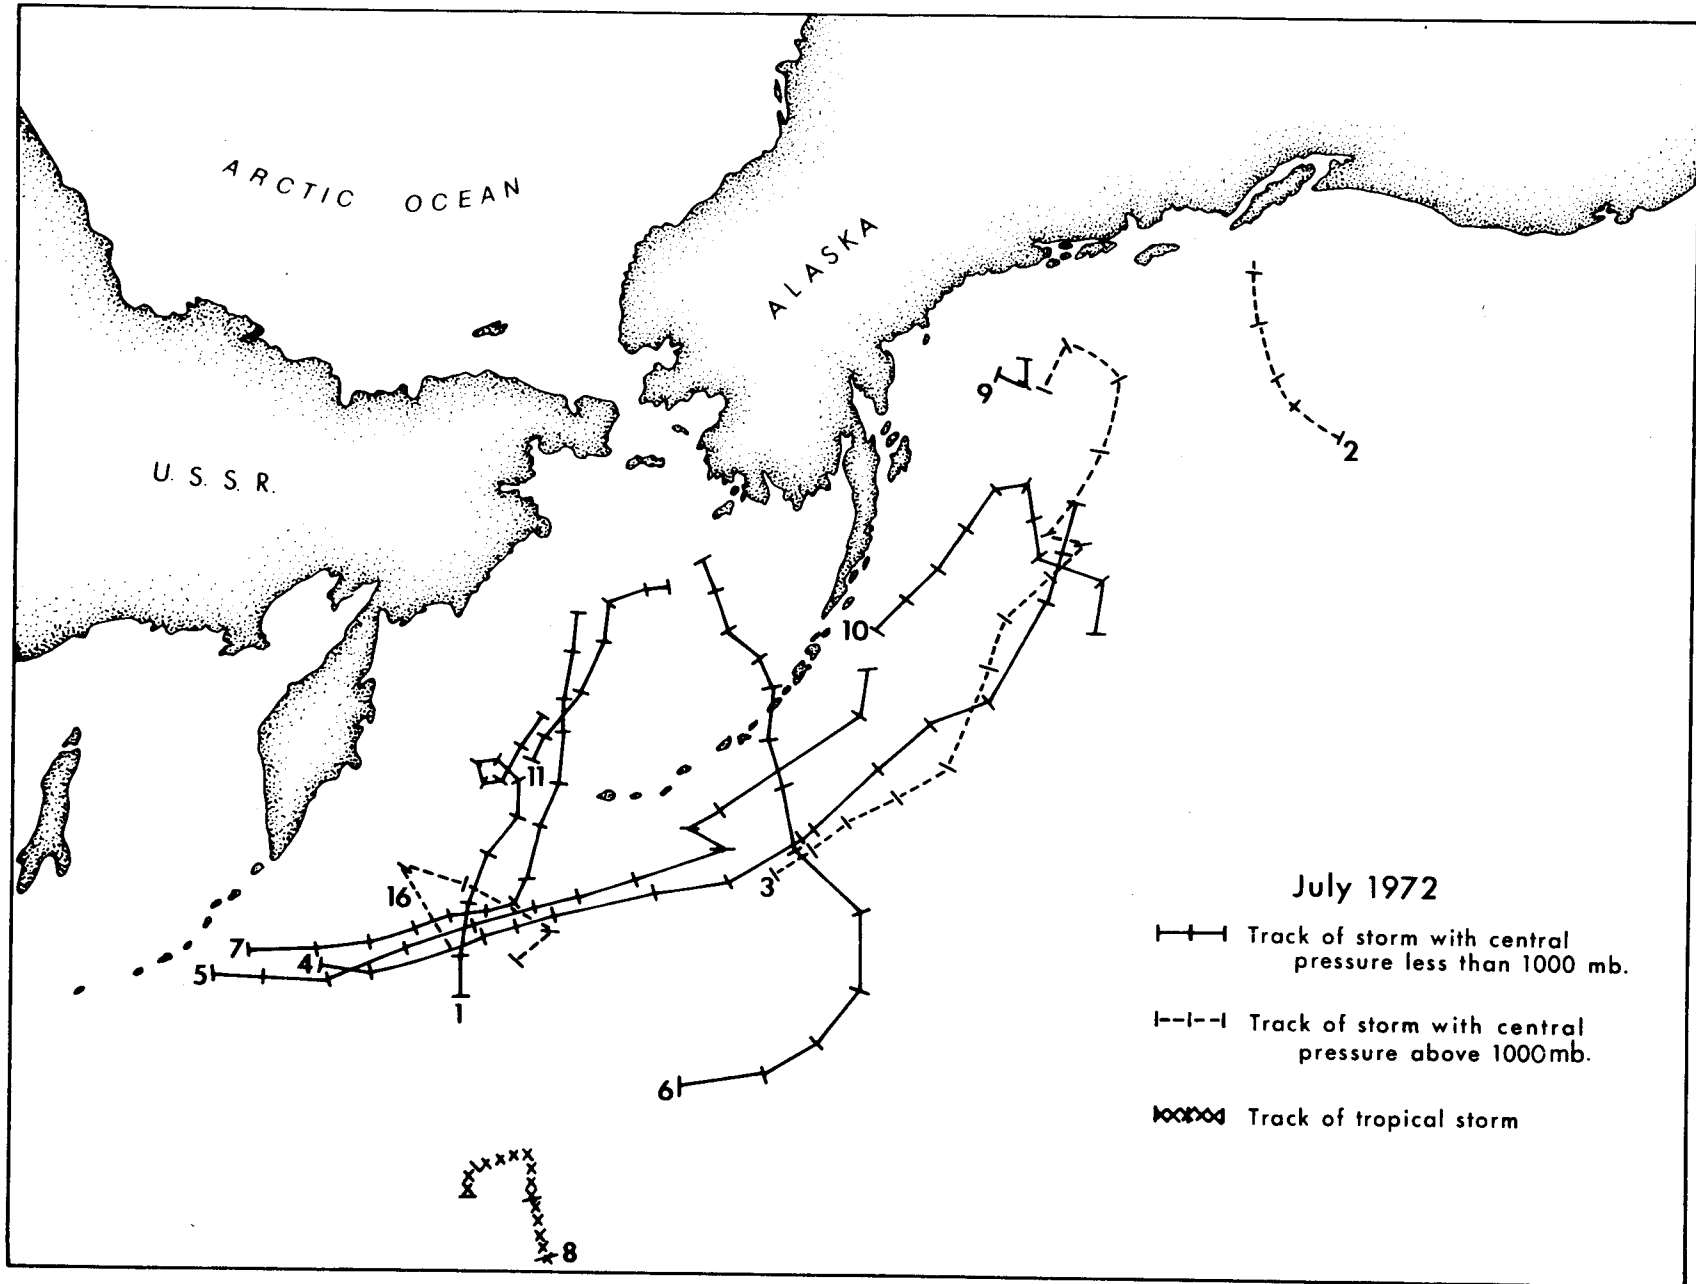 ARCTIC OCEAN
ALASKA
U.S.S.R.
9
2
10
11
16
3
7
5
4
1
6
8
July 1972
Track of storm with central
pressure less than 1000 mb.
Track of storm with central
pressure above 1000mb.
Track of tropical storm